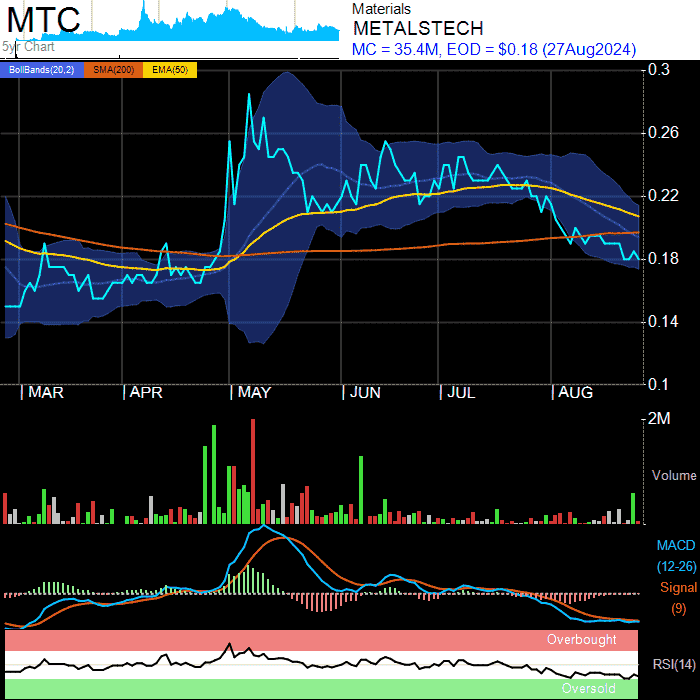 MTC
5yr Chart
Materials
METALSTECH
MC = 35.4M, EOD = $0.18 (27Aug2024)
BollBands(20,2) SMA(200) EMA(50)
0.3
0.26
0.22
0.18
0.14
0.1
MAR APR MAY JUN JUL AUG
2M
Volume
MACD
(12-26)
Signal
(9)
Overbought
RSI(14)
Oversold